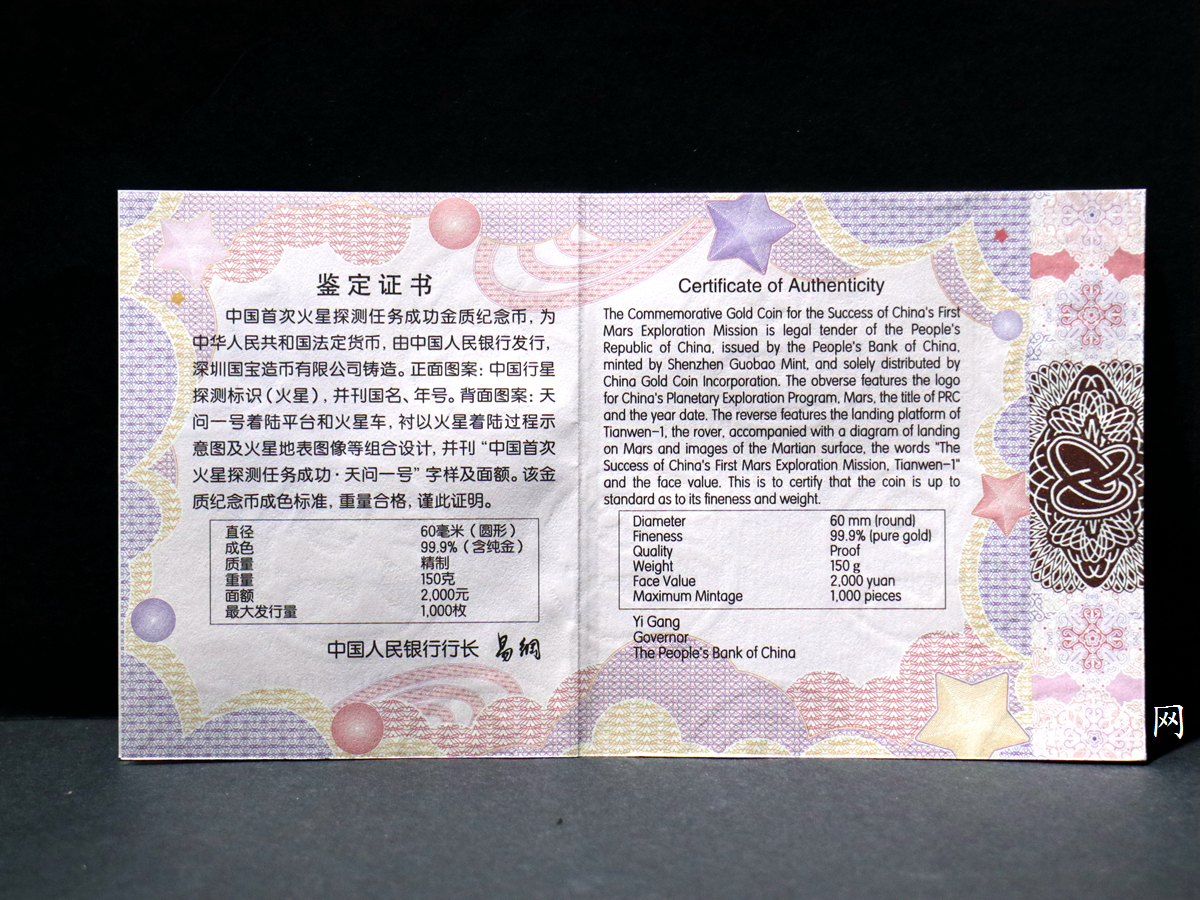 鉴定证书
中国首次火星探测任务成功金质纪念币，为
中华人民共和国法定货币，由中国人民银行发行，
深圳国宝造币有限公司铸造。正面图案：中国行星
探测标识（火星），并刊国名、年号。背面图案：天
问一号着陆平台和火星车，衬以火星着陆过程示
意图及火星地表图像等组合设计，并刊“中国首次
火星探测任务成功·天问一号”字样及面额。该金
质纪念币成色标准，重量合格，谨此证明。
直径 60毫米（圆形）
成色 99.9%（含纯金）
质量 精制
重量 150克
面额 2,000元
最大发行量 1,000枚
中国人民银行行长 易纲
Certificate of Authenticity
The Commemorative Gold Coin for the Success of China's First
Mars Exploration Mission is legal tender of the People's
Republic of China, issued by the People's Bank of China,
minted by Shenzhen Guobao Mint, and solely distributed by
China Gold Coin Incorporation. The obverse features the logo
for China's Planetary Exploration Program, Mars, the title of PRC
and the year date. The reverse features the landing platform of
Tianwen-1, the rover, accompanied with a diagram of landing
on Mars and images of the Martian surface, the words "The
Success of China's First Mars Exploration Mission, Tianwen-1"
and the face value. This is to certify that the coin is up to
standard as to its fineness and weight.
Diameter 60 mm (round)
Fineness 99.9% (pure gold)
Quality Proof
Weight 150 g
Face Value 2,000 yuan
Maximum Mintage 1,000 pieces
Yi Gang
Governor
The People's Bank of China
网